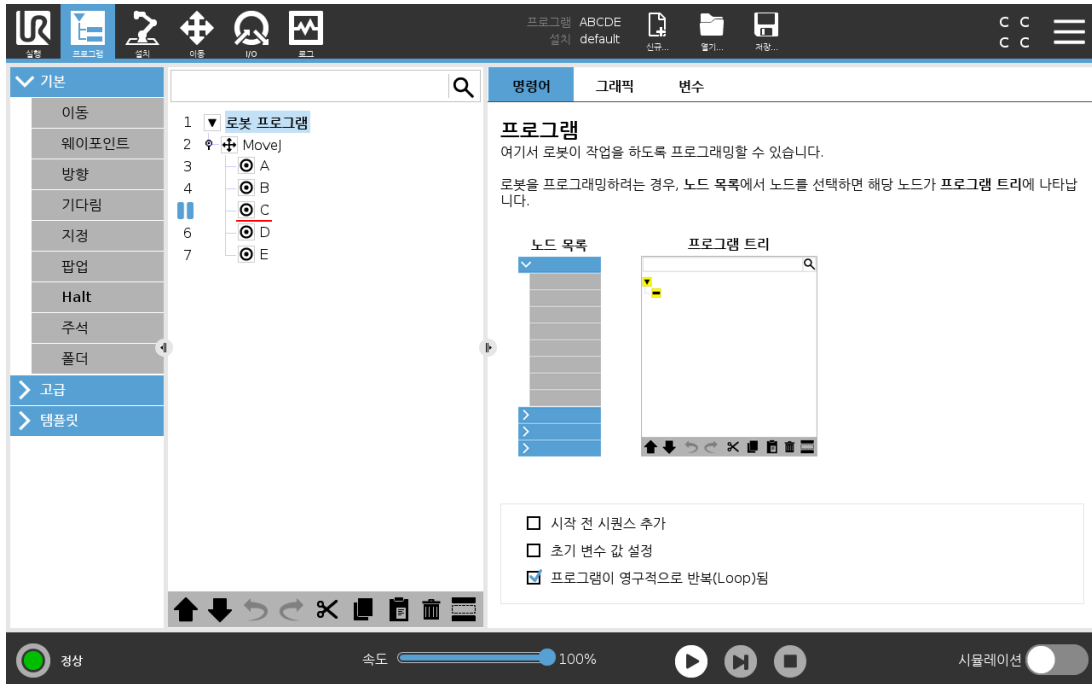 UR
실행
프로그램
설치
이동
I/O
로그
프로그램 ABCDE
설치 default
신규...
열기...
저장...
C C
C C
기본
이동
웨이포인트
방향
기다림
지정
팝업
Halt
주석
폴더
고급
템플릿
1 로봇 프로그램
2 MoveJ
3 A
4 B
C
6 D
7 E
명령어 그래픽 변수
프로그램
여기서 로봇이 작업을 하도록 프로그래밍할 수 있습니다.
로봇을 프로그래밍하려는 경우, 노드 목록에서 노드를 선택하면 해당 노드가 프로그램 트리에 나타납
니다.
노드 목록
프로그램 트리
시작 전 시퀀스 추가
초기 변수 값 설정
프로그램이 영구적으로 반복(Loop)됨
정상
속도 100%
시뮬레이션